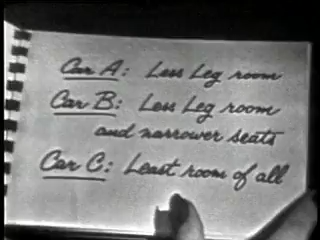 Car A: Less Leg room
Car B: Less Leg room
and narrower seats
Car C: Least room of all